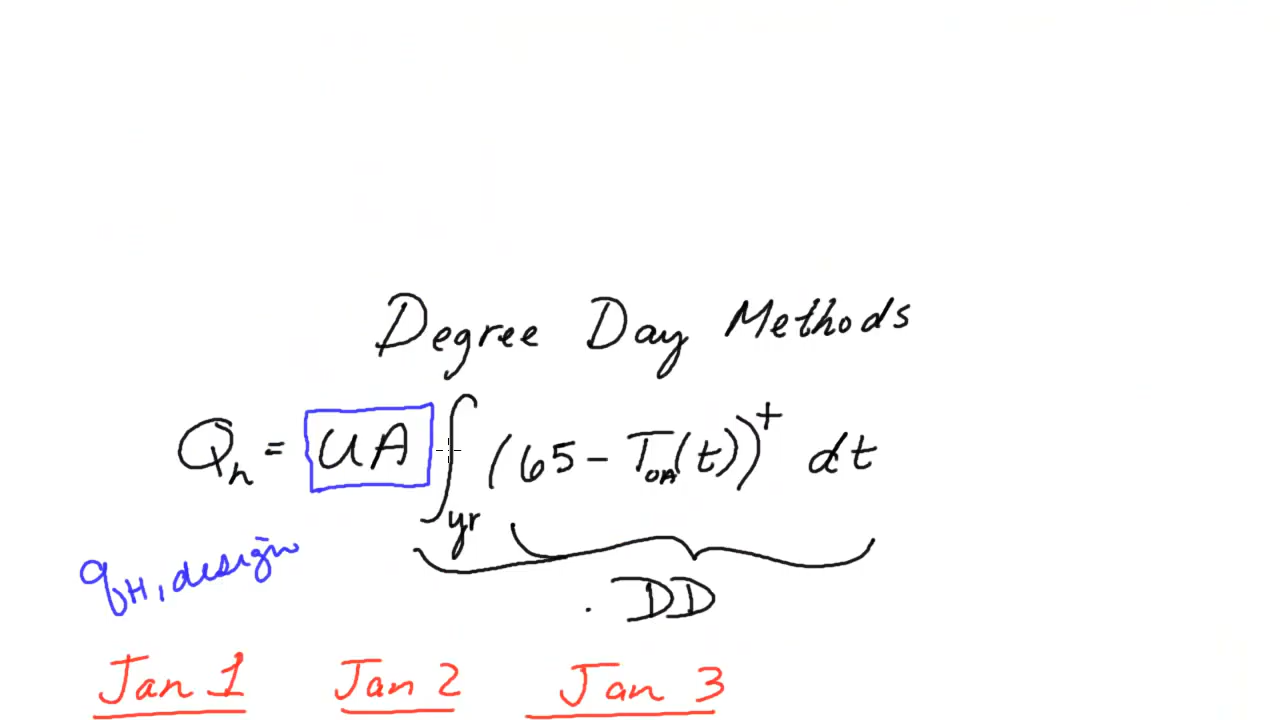 Degree Day Methods
Qh = UA ∫yr (65 - TOA(t))⁺ dt
qH, design
. DD
Jan 1 Jan 2 Jan 3